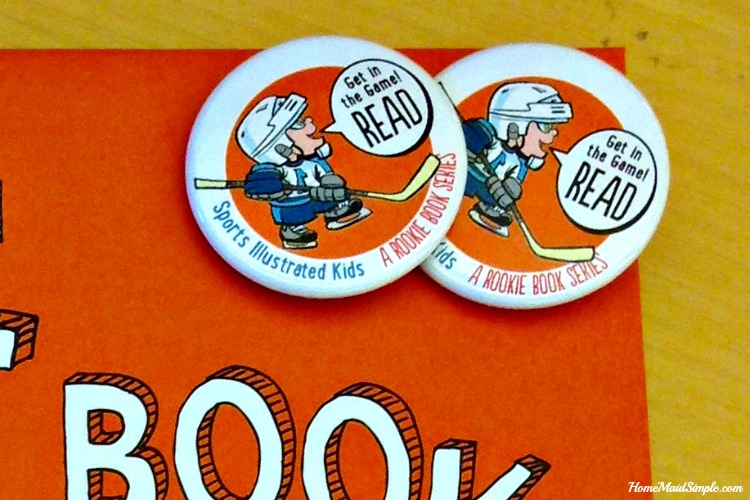 Get in
the Game!
READ
Sports Illustrated Kids
A ROOKIE BOOK SERIES
Get in
the Game!
READ
Kids
A ROOKIE BOOK SERIES
BOOK
HomeMaidSimple.com